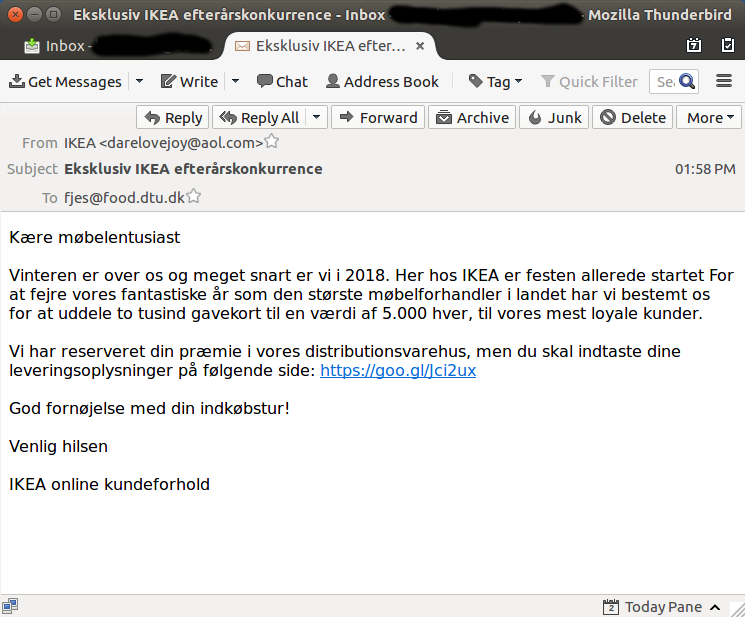 Eksklusiv IKEA efterårskonkurrence - Inbox - Mozilla Thunderbird
Inbox - Eksklusiv IKEA efter... ×
Get Messages Write Chat Address Book Tag Quick Filter Se
Reply Reply All Forward Archive Junk Delete More
From IKEA <darelovejoy@aol.com>
Subject Eksklusiv IKEA efterårskonkurrence 01:58 PM
To fjes@food.dtu.dk
Kære møbelentusiast
Vinteren er over os og meget snart er vi i 2018. Her hos IKEA er festen allerede startet For
at fejre vores fantastiske år som den største møbelforhandler i landet har vi bestemt os
for at uddele to tusind gavekort til en værdi af 5.000 hver, til vores mest loyale kunder.
Vi har reserveret din præmie i vores distributionsvarehus, men du skal indtaste dine
leveringsoplysninger på følgende side: https://goo.gl/Jci2ux
God fornøjelse med din indkøbstur!
Venlig hilsen
IKEA online kundeforhold
2 Today Pane